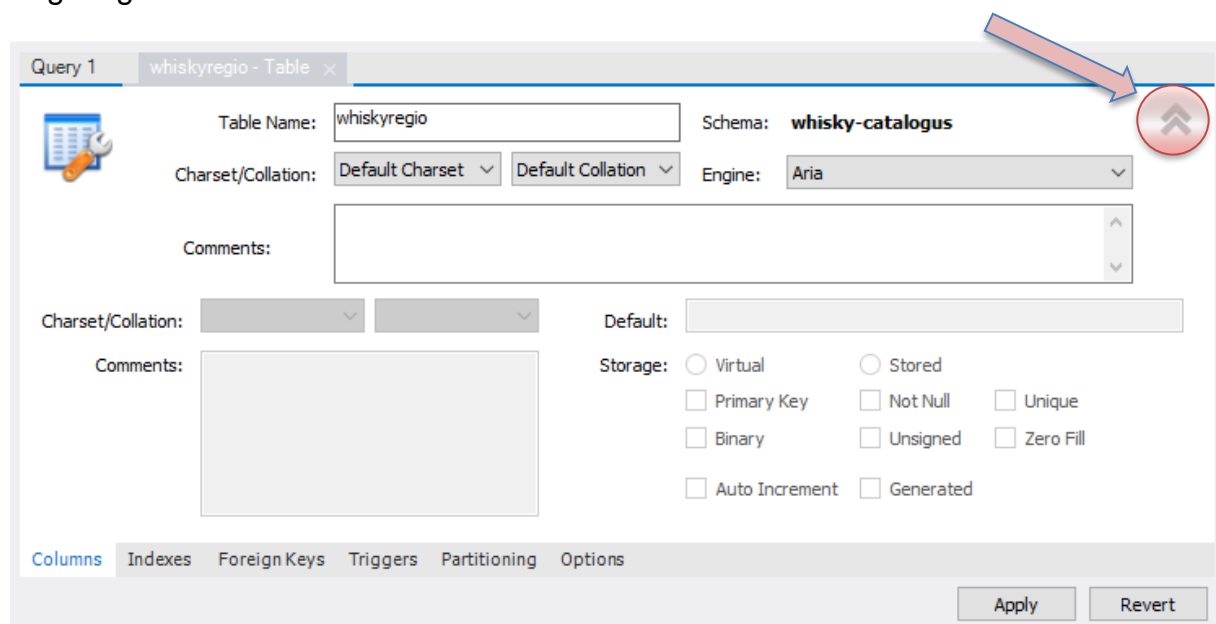 Query 1 whiskyregio - Table ×
Table Name: whiskyregio Schema: whisky-catalogus
Charset/Collation: Default Charset Default Collation Engine: Aria
Comments:
Charset/Collation: Default:
Comments: Storage: Virtual Stored
Primary Key Not Null Unique
Binary Unsigned Zero Fill
Auto Increment Generated
Columns Indexes Foreign Keys Triggers Partitioning Options
Apply Revert